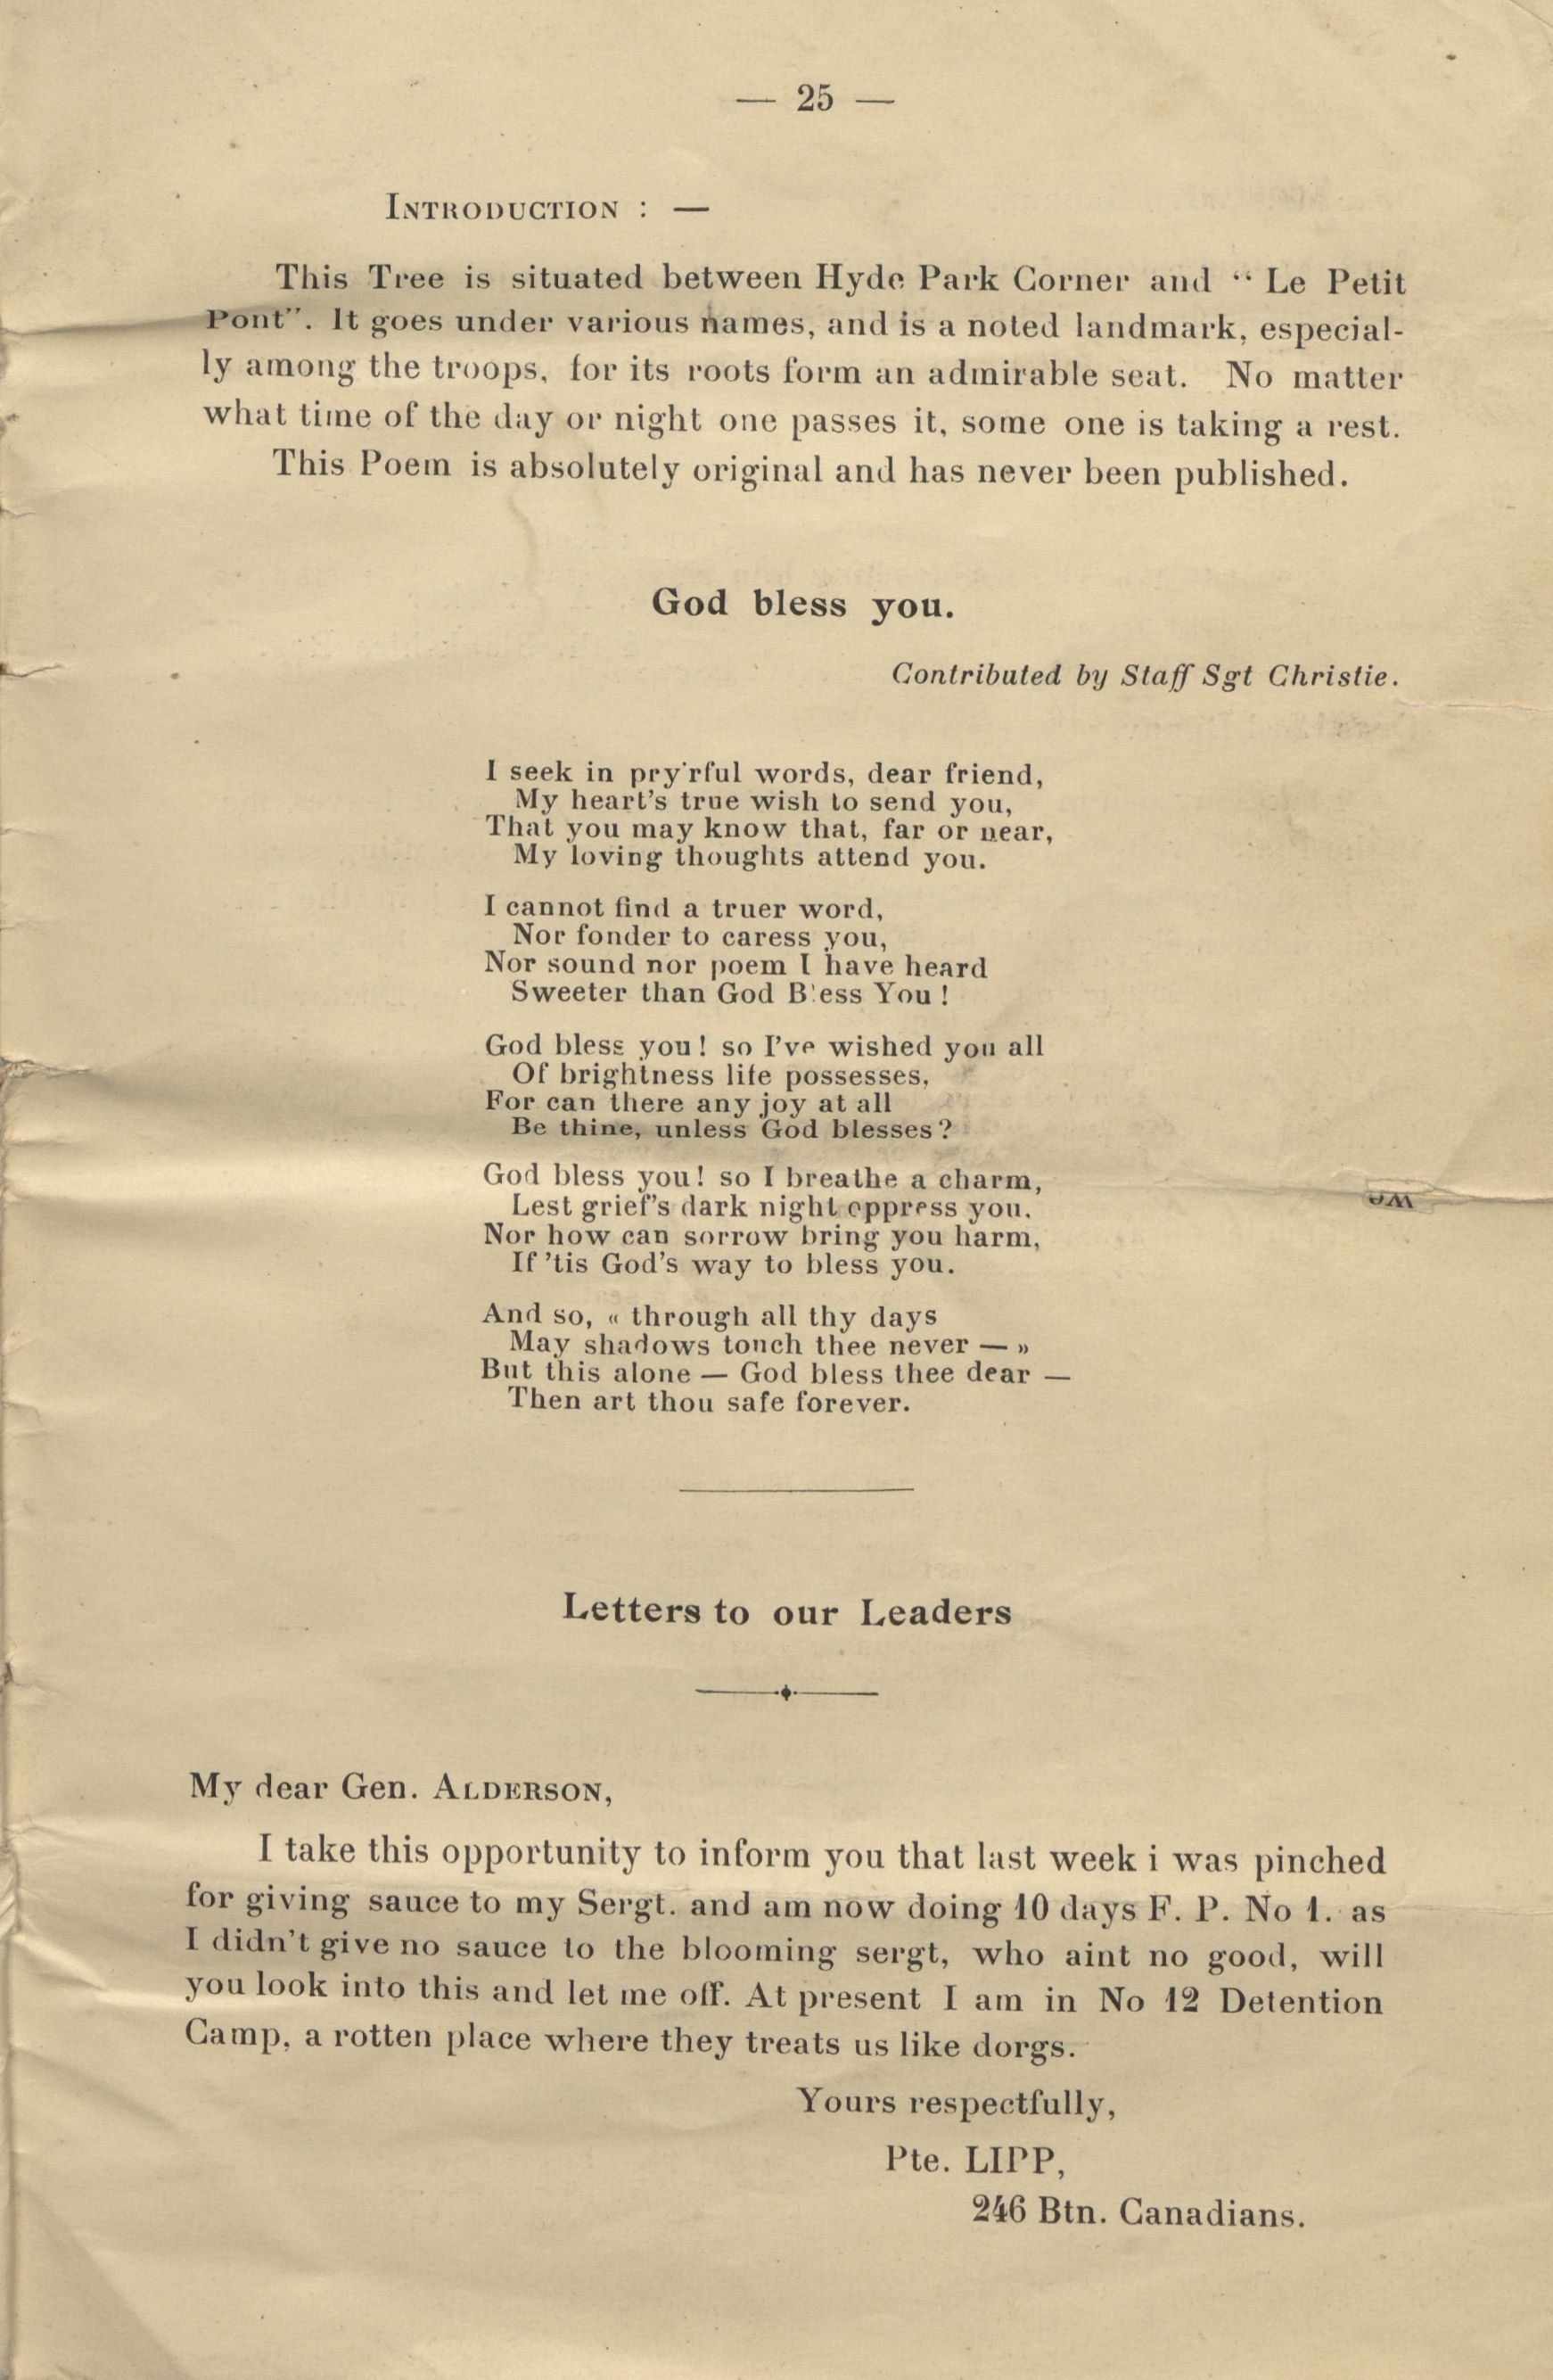 — 25 —
INTRODUCTION : —
This Tree is situated between Hyde Park Corner and “ Le Petit
Pont”. It goes under various names, and is a noted landmark, especial-
ly among the troops, for its roots form an admirable seat. No matter
what time of the day or night one passes it, some one is taking a rest.
This Poem is absolutely original and has never been published.
God bless you.
Contributed by Staff Sgt Christie.
I seek in pry'rful words, dear friend,
My heart's true wish to send you,
That you may know that, far or near,
My loving thoughts attend you.
I cannot find a truer word,
Nor fonder to caress you,
Nor sound nor poem I have heard
Sweeter than God Bless You !
God bless you! so I've wished you all
Of brightness life possesses,
For can there any joy at all
Be thine, unless God blesses ?
God bless you! so I breathe a charm,
Lest grief's dark night oppress you,
Nor how can sorrow bring you harm,
If 'tis God's way to bless you.
And so, « through all thy days
May shadows touch thee never — »
But this alone — God bless thee dear —
Then art thou safe forever.
Letters to our Leaders
My dear Gen. ALDERSON,
I take this opportunity to inform you that last week i was pinched
for giving sauce to my Sergt. and am now doing 10 days F. P. No 1. as
I didn't give no sauce to the blooming sergt, who aint no good, will
you look into this and let me off. At present I am in No 12 Detention
Camp, a rotten place where they treats us like dorgs.
Yours respectfully,
Pte. LIPP,
246 Btn. Canadians.